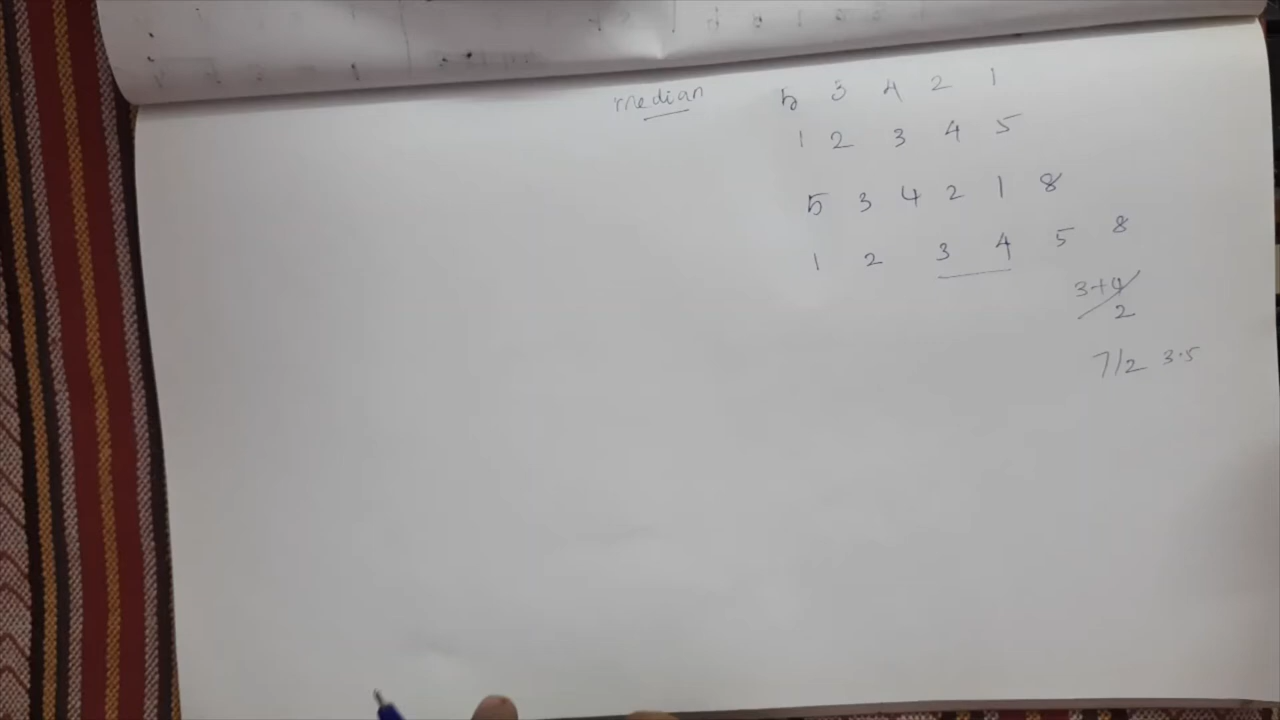 median
5 3 4 2 1
1 2 3 4 5
5 3 4 2 1 8
1 2 3 4 5 8
3+4/2
7/2 3.5